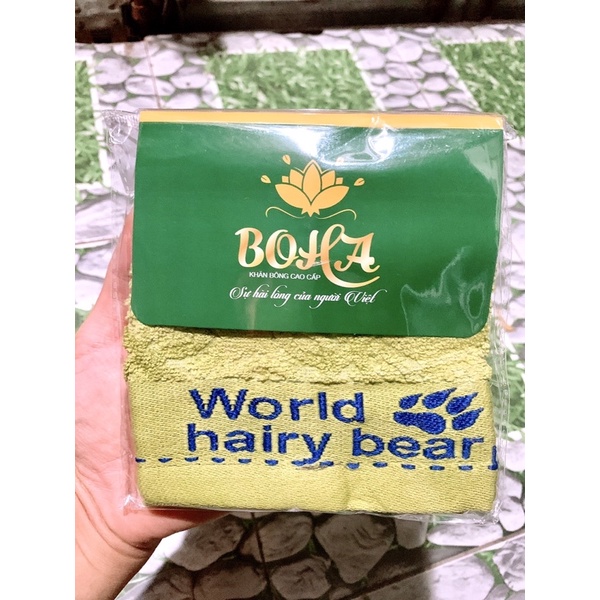 BOHA
KHĂN BÔNG CAO CẤP
Sự hài lòng của người Việt
World
hairy bear